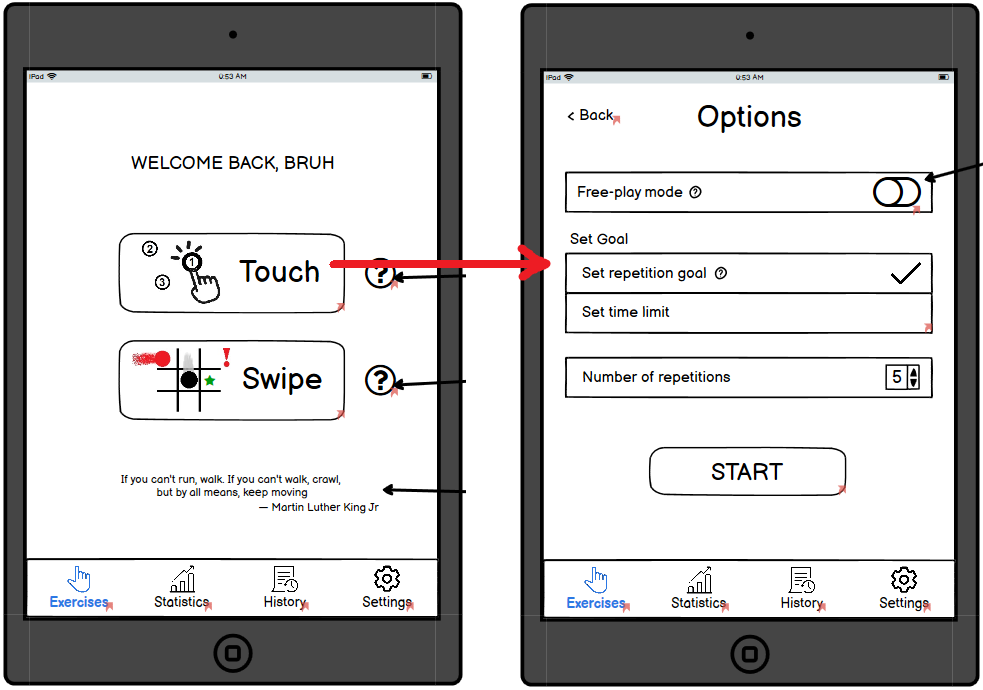 iPad
0:53 AM
WELCOME BACK, BRUH
2
1
3
Touch
?
!
Swipe
?
If you can't run, walk. If you can't walk, crawl,
but by all means, keep moving
— Martin Luther King Jr
Exercises
Statistics
History
Settings
iPad
0:53 AM
< Back
Options
Free-play mode ?
Set Goal
Set repetition goal ?
Set time limit
Number of repetitions 5
START
Exercises
Statistics
History
Settings